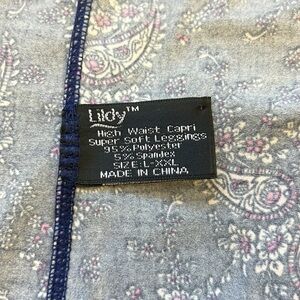 Lildy™
High Waist Capri
Super Soft Leggings
95%Polyester
5%Spandex
SIZE:L-XXL
MADE IN CHINA